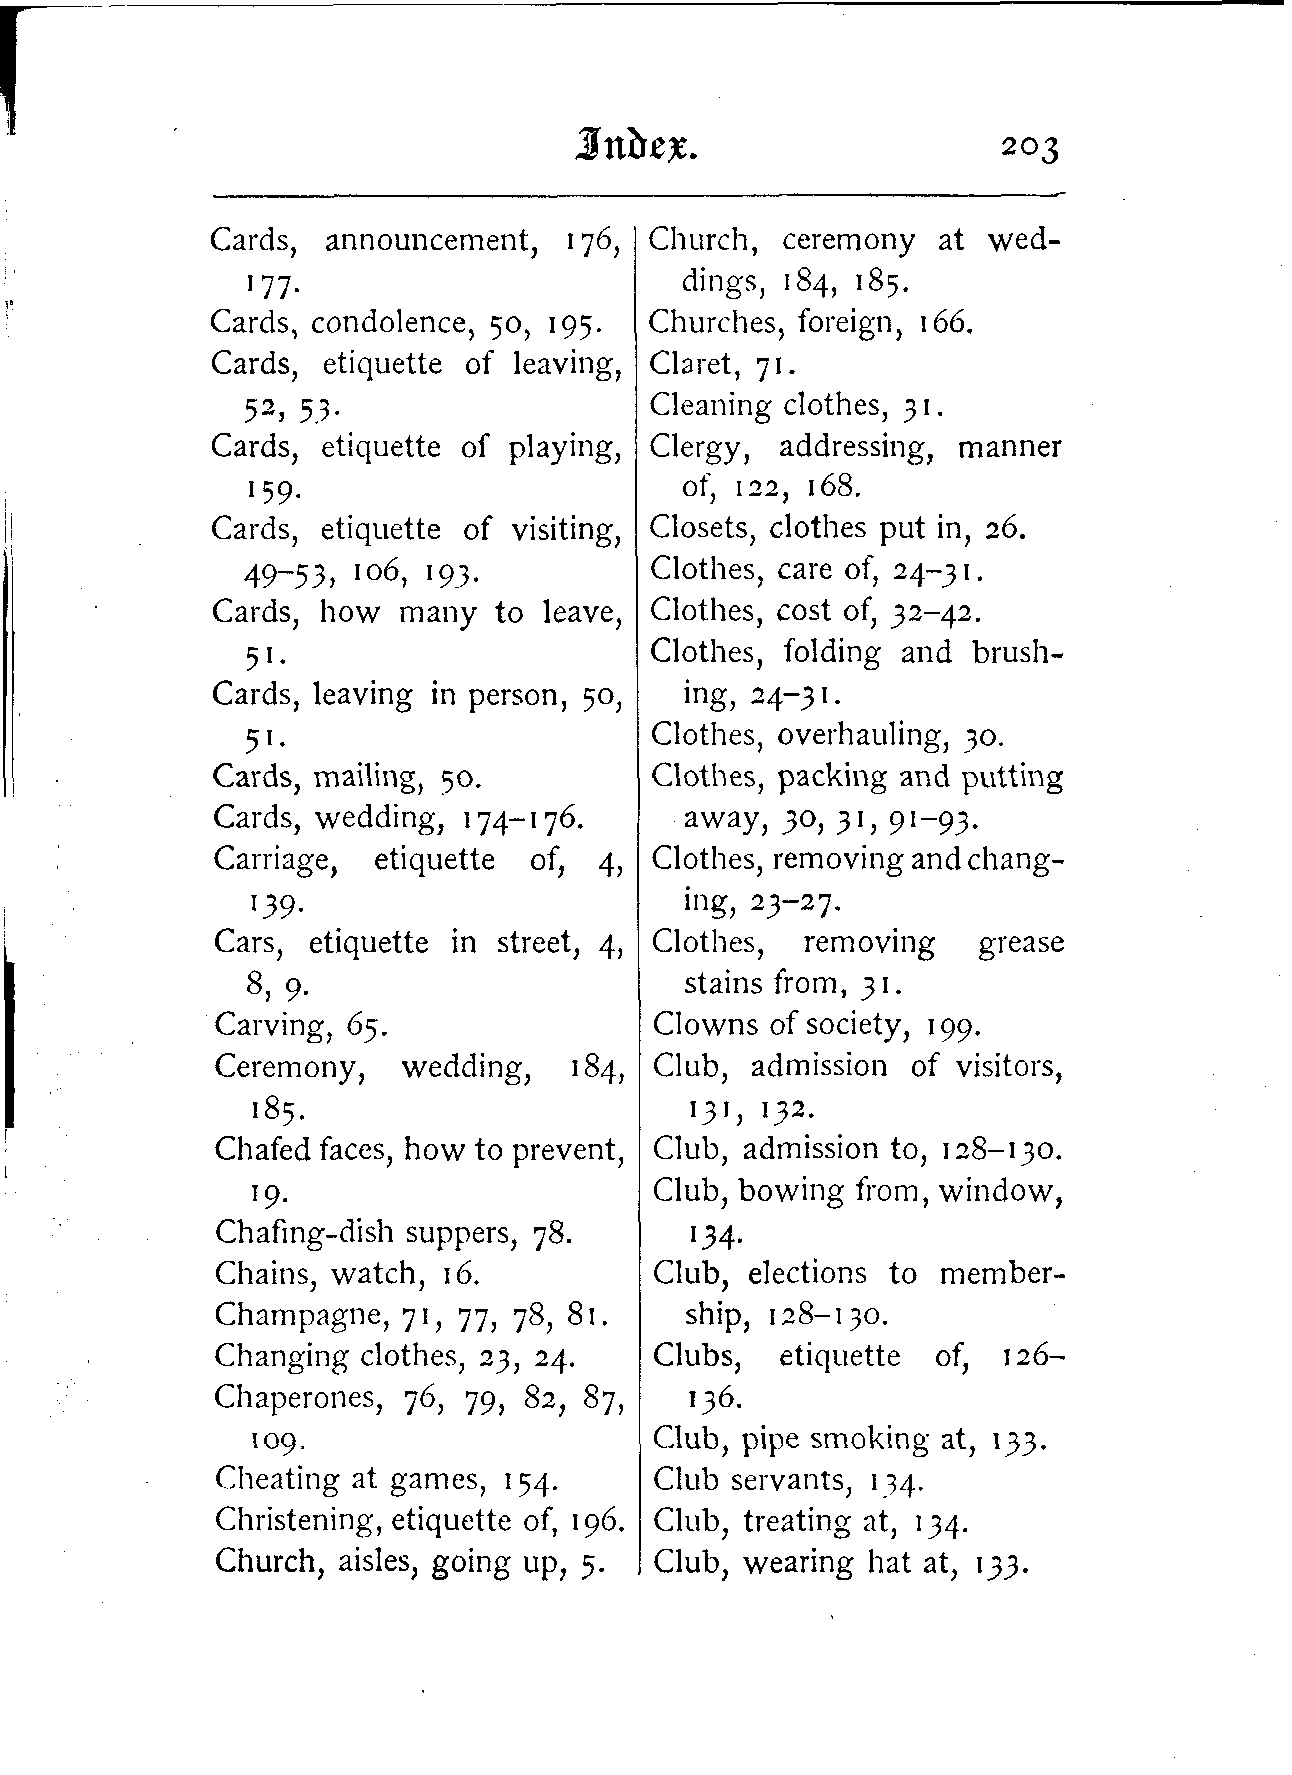 Index. 203
Cards, announcement, 176,
177.
Cards, condolence, 50, 195.
Cards, etiquette of leaving,
52, 53.
Cards, etiquette of playing,
159.
Cards, etiquette of visiting,
49–53, 106, 193.
Cards, how many to leave,
51.
Cards, leaving in person, 50,
51.
Cards, mailing, 50.
Cards, wedding, 174–176.
Carriage, etiquette of, 4,
139.
Cars, etiquette in street, 4,
8, 9.
Carving, 65.
Ceremony, wedding, 184,
185.
Chafed faces, how to prevent,
19.
Chafing-dish suppers, 78.
Chains, watch, 16.
Champagne, 71, 77, 78, 81.
Changing clothes, 23, 24.
Chaperones, 76, 79, 82, 87,
109.
Cheating at games, 154.
Christening, etiquette of, 196.
Church, aisles, going up, 5.
Church, ceremony at wed-
dings, 184, 185.
Churches, foreign, 166.
Claret, 71.
Cleaning clothes, 31.
Clergy, addressing, manner
of, 122, 168.
Closets, clothes put in, 26.
Clothes, care of, 24–31.
Clothes, cost of, 32–42.
Clothes, folding and brush-
ing, 24–31.
Clothes, overhauling, 30.
Clothes, packing and putting
away, 30, 31, 91–93.
Clothes, removing and chang-
ing, 23–27.
Clothes, removing grease
stains from, 31.
Clowns of society, 199.
Club, admission of visitors,
131, 132.
Club, admission to, 128–130.
Club, bowing from, window,
134.
Club, elections to member-
ship, 128–130.
Clubs, etiquette of, 126–
136.
Club, pipe smoking at, 133.
Club servants, 134.
Club, treating at, 134.
Club, wearing hat at, 133.